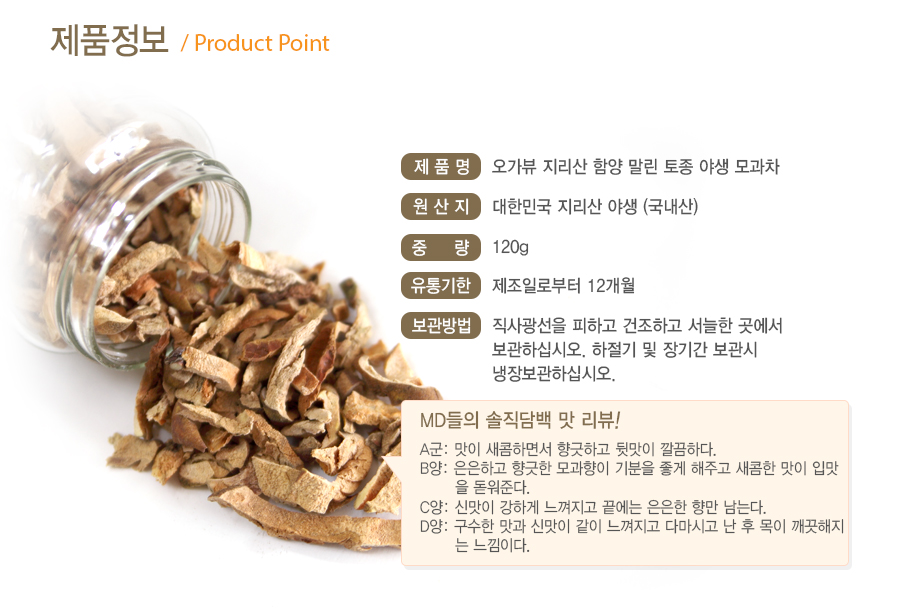 제품정보 / Product Point
제 품 명 오가뷰 지리산 함양 말린 토종 야생 모과차
원 산 지 대한민국 지리산 야생 (국내산)
중 량 120g
유통기한 제조일로부터 12개월
보관방법 직사광선을 피하고 건조하고 서늘한 곳에서
보관하십시오. 하절기 및 장기간 보관시
냉장보관하십시오.
MD들의 솔직담백 맛 리뷰!
A군: 맛이 새콤하면서 향긋하고 뒷맛이 깔끔하다.
B양: 은은하고 향긋한 모과향이 기분을 좋게 해주고 새콤한 맛이 입맛
을 돋워준다.
C양: 신맛이 강하게 느껴지고 끝에는 은은한 향만 남는다.
D양: 구수한 맛과 신맛이 같이 느껴지고 다마시고 난 후 목이 깨끗해지
는 느낌이다.